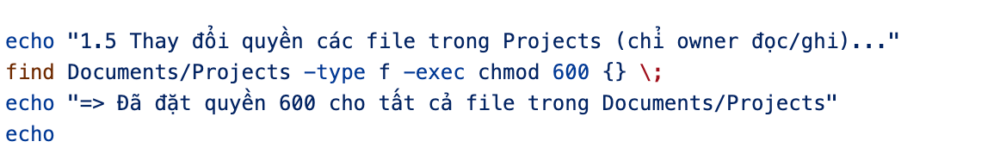 echo "1.5 Thay đổi quyền các file trong Projects (chỉ owner đọc/ghi)..."
find Documents/Projects -type f -exec chmod 600 {} \;
echo "=> Đã đặt quyền 600 cho tất cả file trong Documents/Projects"
echo